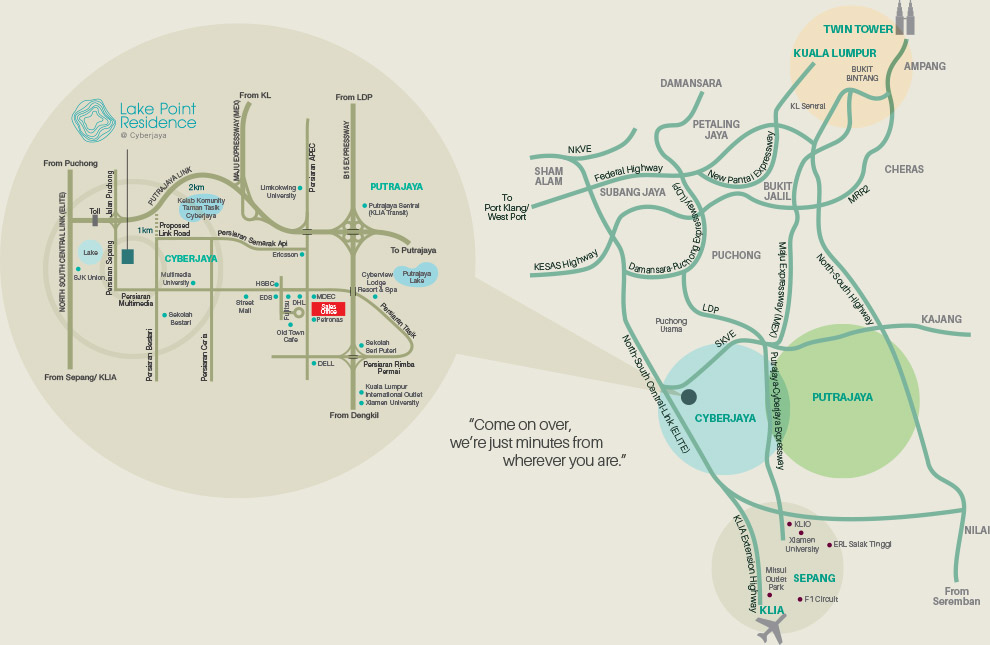 Lake Point
Residence
@ Cyberjaya
From Puchong
From KL
From LDP
NORTH SOUTH CENTRAL LINK (ELITE)
Toll
Jalan Puchong
PUTRAJAYA LINK
2km
1km
Kelab Komunity
Taman Tasik
Cyberjaya
MAJU EXPRESSWAY (MEX)
Limkokwing
University
Persiaran APEC
B15 EXPRESSWAY
PUTRAJAYA
Putrajaya Sentral
(KLIA Transit)
To Putrajaya
Proposed
Link Road
Persiaran Semarak Api
Ericsson
Lake
SJK Union
Persiaran Sepang
CYBERJAYA
Multimedia
University
Persiaran
Multimedia
Street
Mall
HSBC
EDS
Fujitsu
DHL
MDEC
Sales
Office
Petronas
Cyberview
Lodge
Resort & Spa
Putrajaya
Lake
Persiaran Tasik
Sekolah
Bestari
Persiaran Bestari
Persiaran Ceria
Old Town
Cafe
DELL
Sekolah
Seri Puteri
Persiaran Rimba
Permai
Kuala Lumpur
International Outlet
Xiamen University
From Sepang/ KLIA
From Dengkil
"Come on over,
we're just minutes from
wherever you are."
TWIN TOWER
KUALA LUMPUR
BUKIT
BINTANG
AMPANG
KL Sentral
DAMANSARA
PETALING
JAYA
NKVE
SHAH
ALAM
Federal Highway
New Pantai Expressway
CHERAS
SUBANG JAYA
BUKIT
JALIL
MRR2
To
Port Klang/
West Port
KESAS Highway
Damansara-Puchong Expressway (LDP)
PUCHONG
Maju Expressway (MEX)
North-South Highway
LDP
Puchong
Utama
KAJANG
SKVE
North-South Central-Link (ELITE)
CYBERJAYA
Putrajaya-Cyberjaya Expressway
PUTRAJAYA
KLIA Extension Highway
KLIO
Xiamen
University
ERL Salak Tinggi
NILAI
Mitsui
Outlet
Park
SEPANG
F1 Circuit
KLIA
From
Seremban